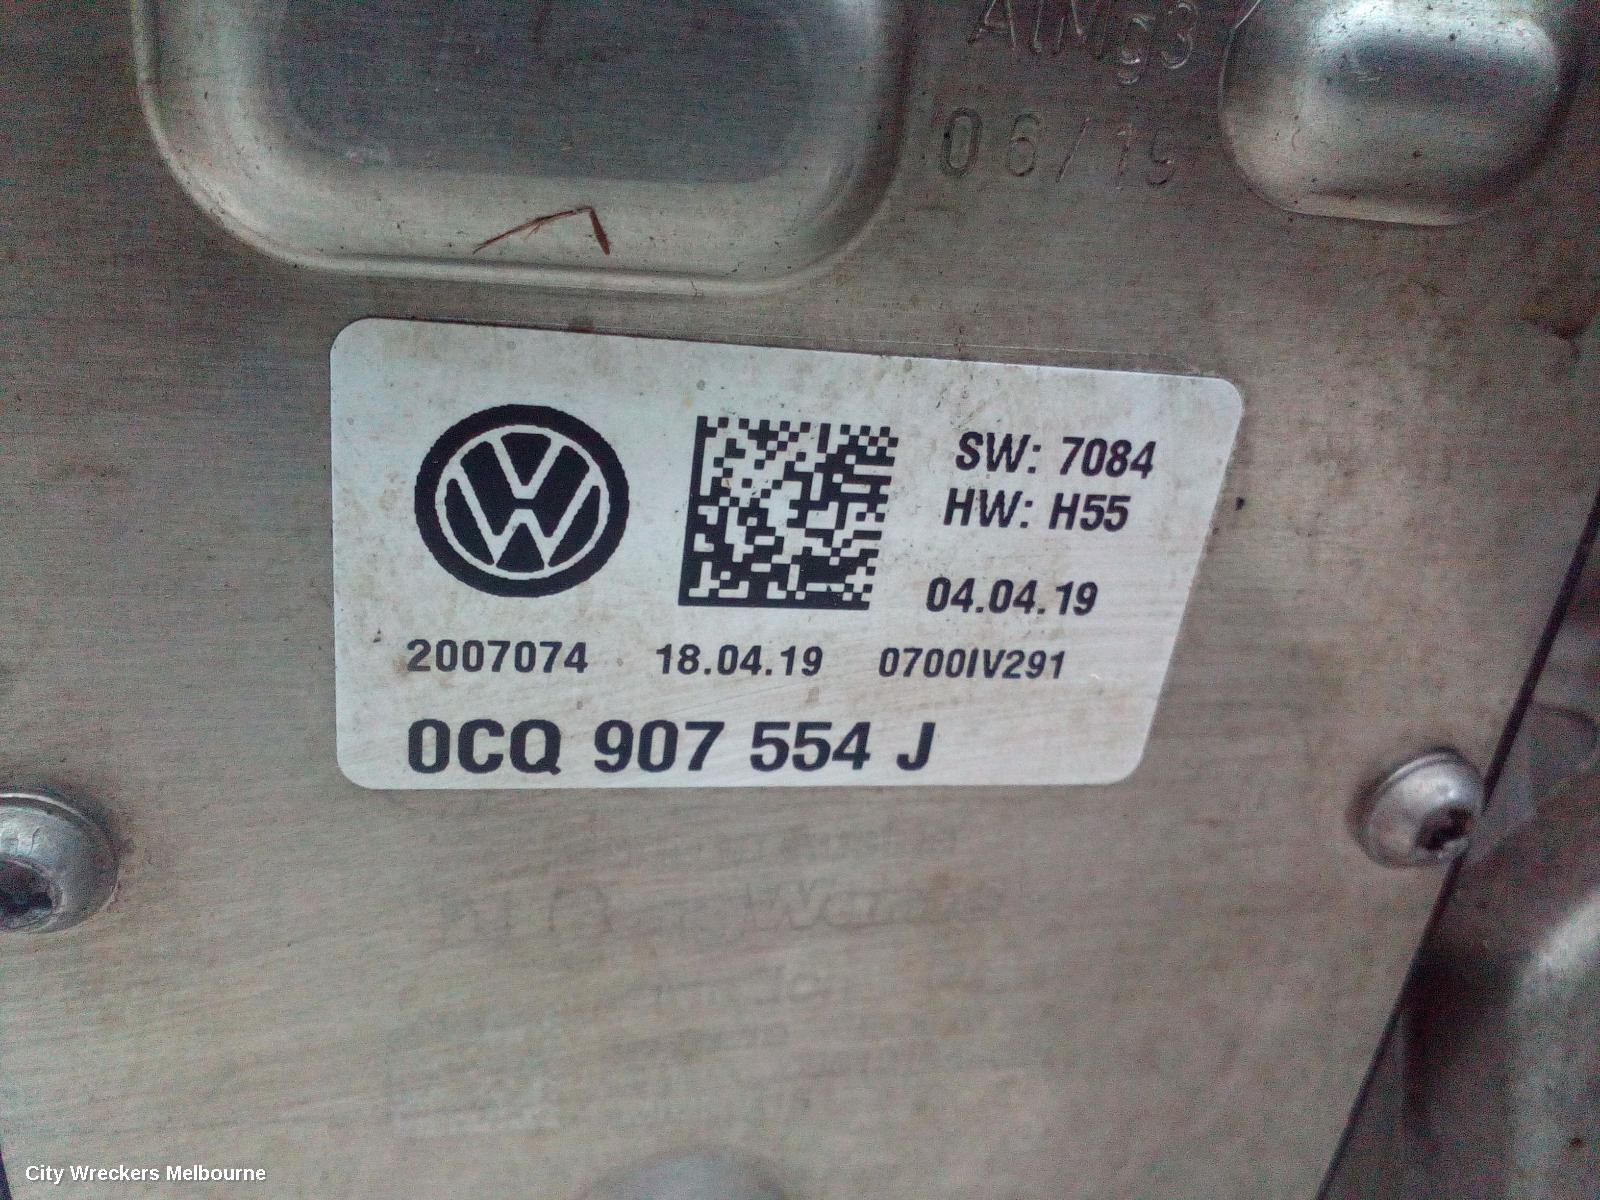 AlMg3
06/19
SW: 7084
HW: H55
04.04.19
2007074 18.04.19 0700IV291
0CQ 907 554 J
City Wreckers Melbourne